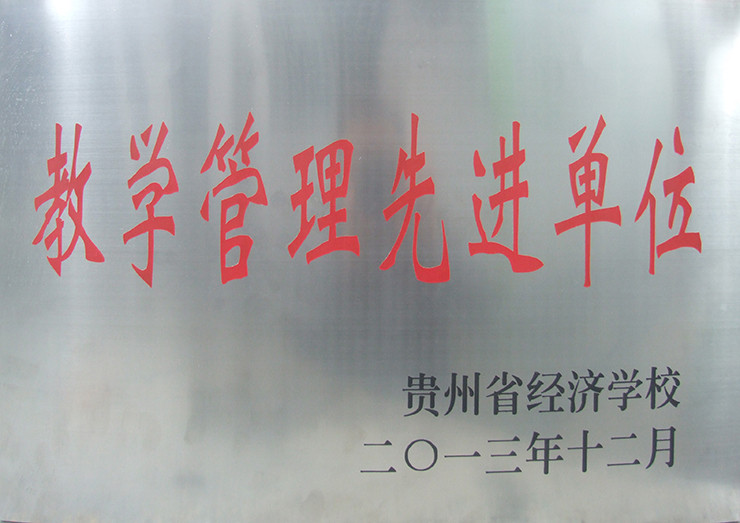 教学管理先进单位
贵州省经济学校
二〇一三年十二月